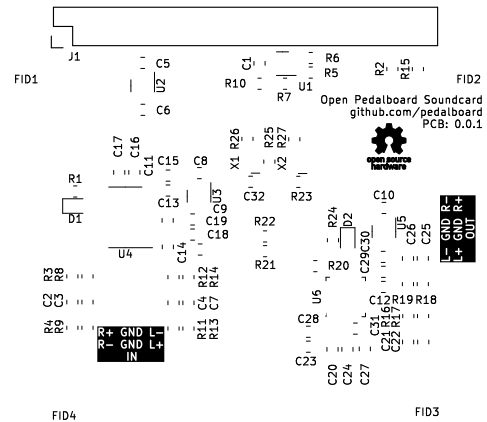 J1
C5
U2
C6
C1
R10
R6
R5
U1
R7
R2
R15
FID1
FID2
Open Pedalboard Soundcard
github.com/pedalboard
PCB: 0.0.1
open source
hardware
C17
C16
C11
C15
C8
R26
R25
R27
X1
X2
C32
R23
R1
D1
C13
U3
C9
C19
C18
C14
U4
R22
R21
C10
R24
D2
U5
C30
C29
C26
C25
L- GND R-
L+ GND R+
OUT
R3
R8
R12
R14
R20
C2
C3
C4
C7
U6
C12
R19
R18
R4
R9
R11
R13
R+ GND L-
R- GND L+
IN
C28
C23
C31
R16
R17
C21
C22
C20
C24
C27
FID4
FID3